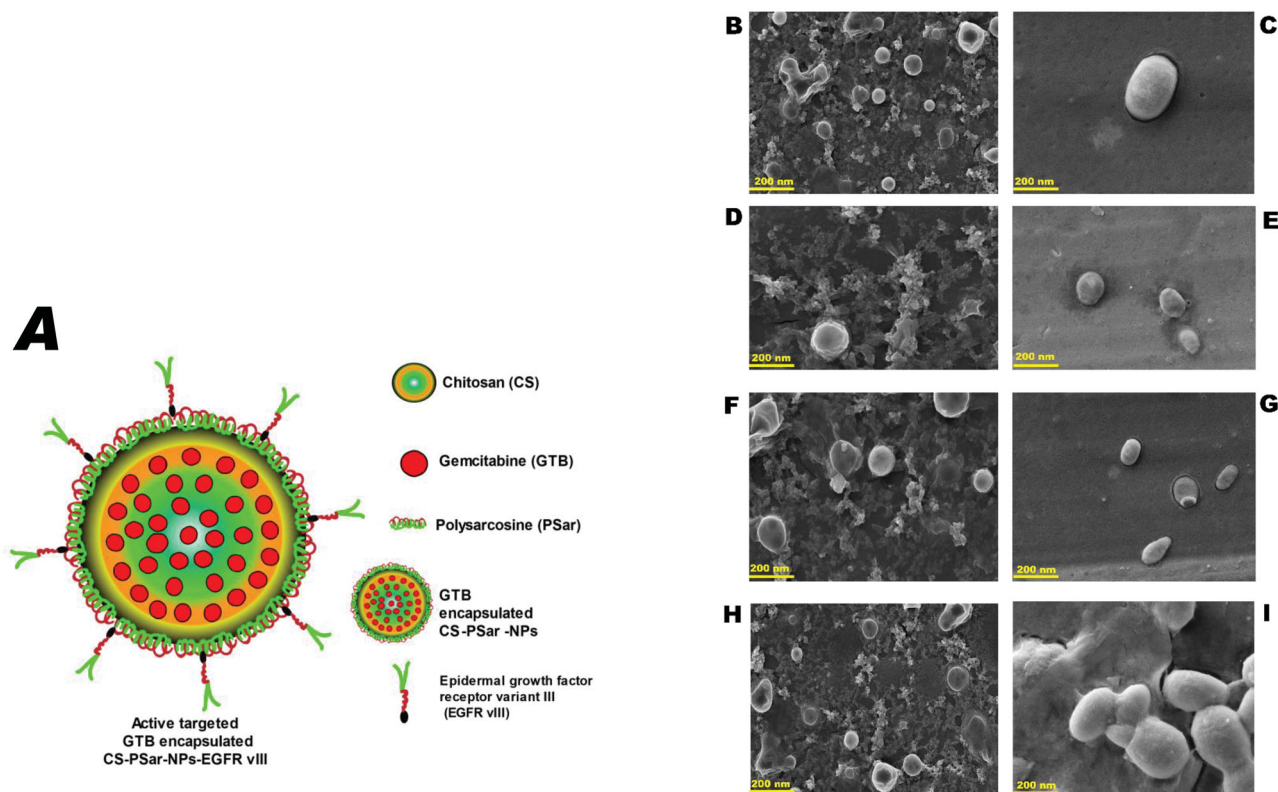 A
Chitosan (CS)
Gemcitabine (GTB)
Polysarcosine (PSar)
GTB
encapsulated
CS-PSar -NPs
Epidermal growth factor
receptor variant III
(EGFR vIII)
Active targeted
GTB encapsulated
CS-PSar-NPs-EGFR vIII
B
200 nm
C
200 nm
D
200 nm
E
200 nm
F
200 nm
G
200 nm
H
200 nm
I
200 nm